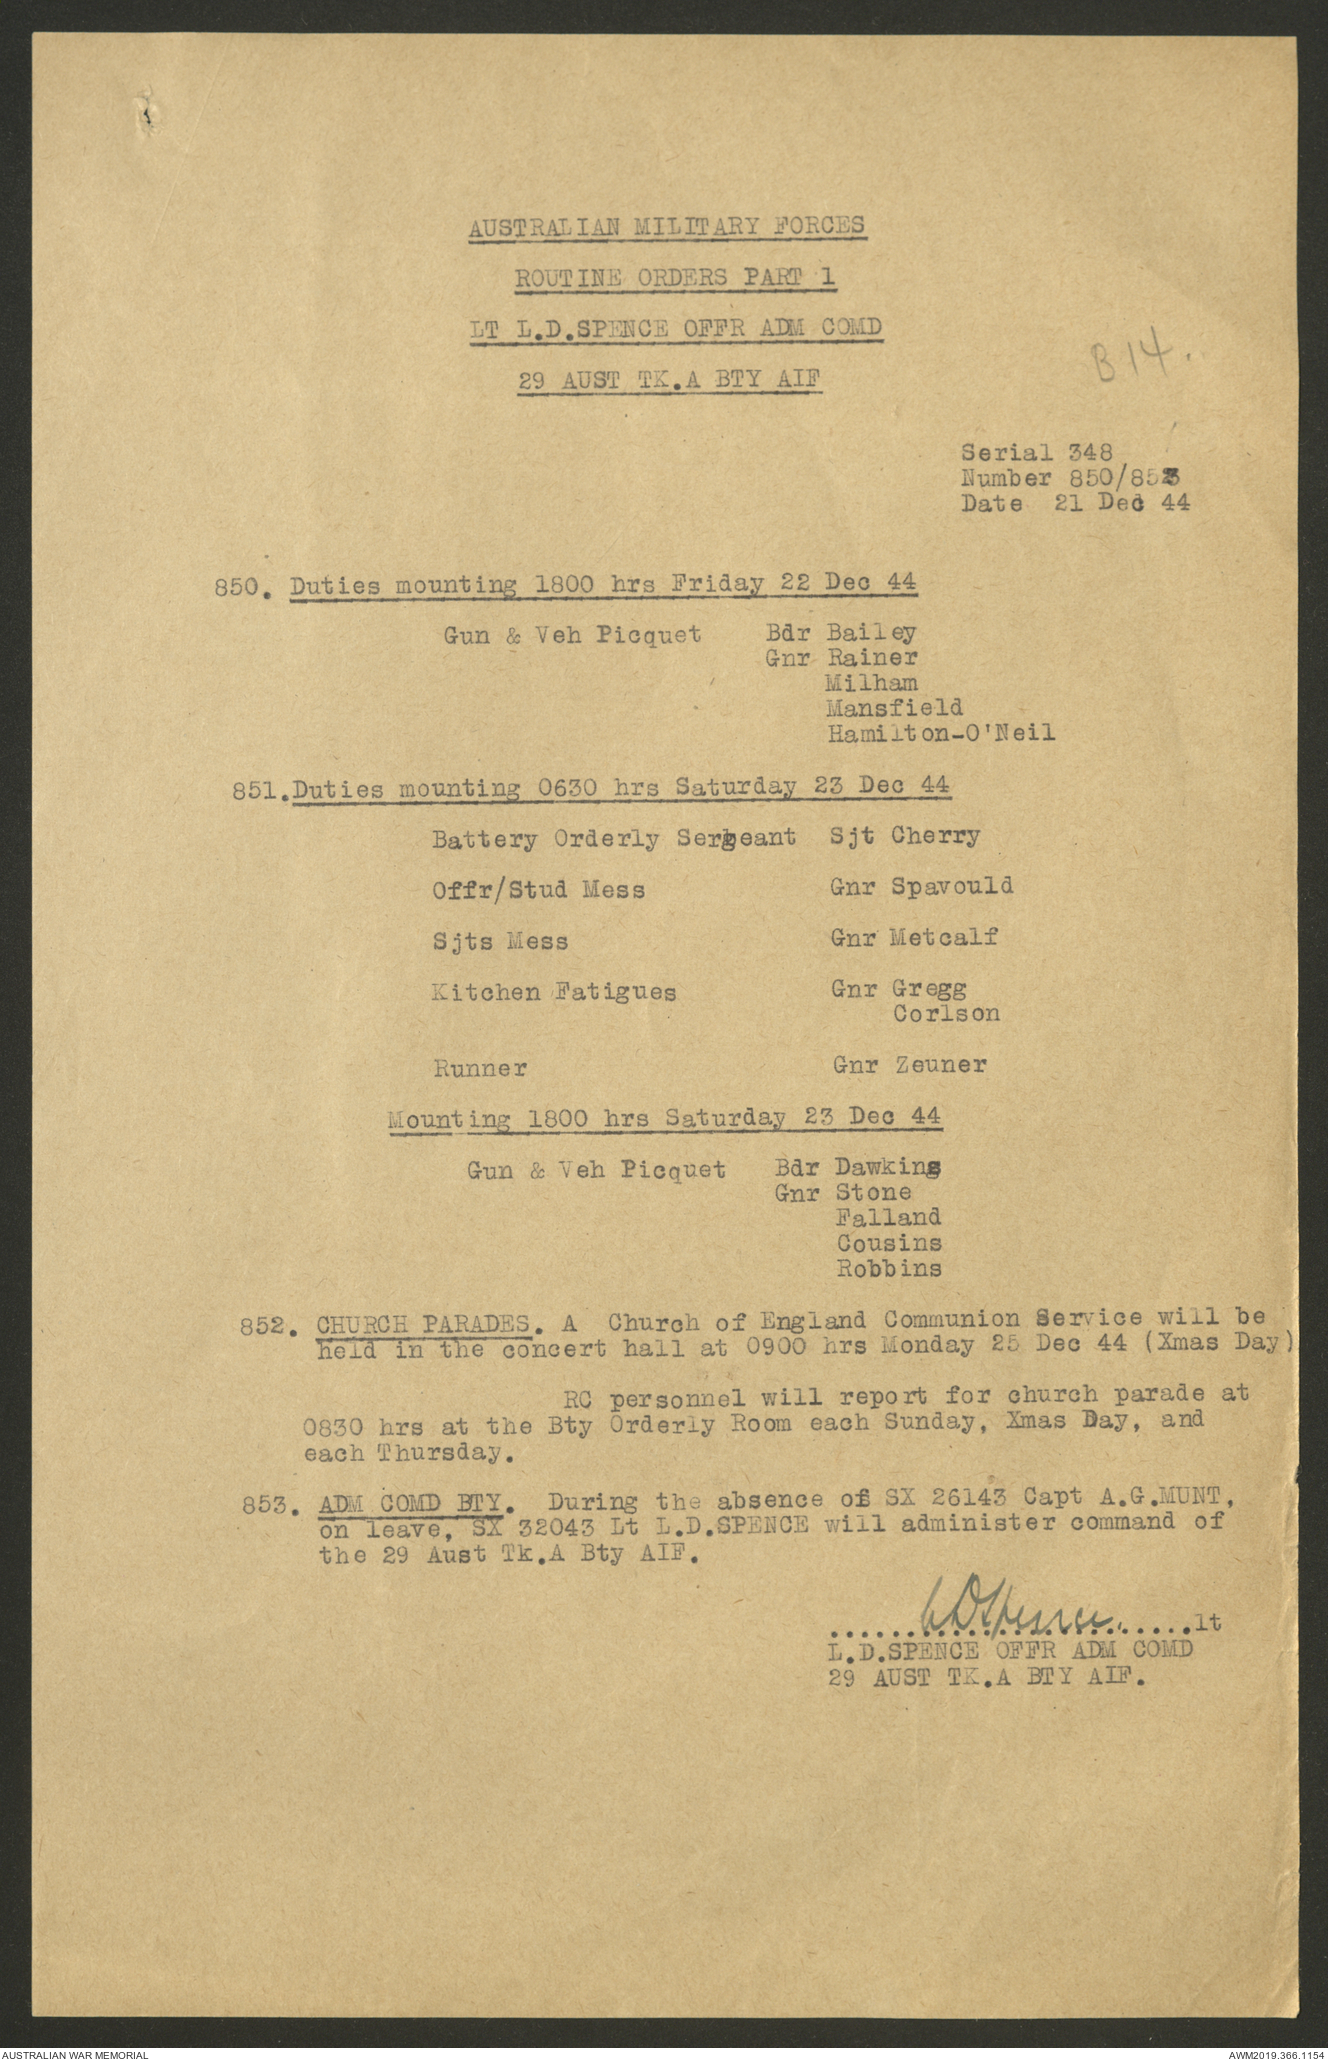 AUSTRALIAN MILITARY FORCES
ROUTINE ORDERS PART 1
LT L.D.SPENCE OFFR ADM COMD
29 AUST TK.A BTY AIF
B14.
Serial 348
Number 850/853
Date 21 Dec 44
850. Duties mounting 1800 hrs Friday 22 Dec 44
Gun & Veh Picquet Bdr Bailey
Gnr Rainer
Milham
Mansfield
Hamilton-O'Neil
851.Duties mounting 0630 hrs Saturday 23 Dec 44
Battery Orderly Sergeant Sjt Cherry
Offr/Stud Mess Gnr Spavould
Sjts Mess Gnr Metcalf
Kitchen Fatigues Gnr Gregg
Corlson
Runner Gnr Zeuner
Mounting 1800 hrs Saturday 23 Dec 44
Gun & Veh Picquet Bdr Dawkins
Gnr Stone
Falland
Cousins
Robbins
852. CHURCH PARADES. A Church of England Communion Service will be
held in the concert hall at 0900 hrs Monday 25 Dec 44 (Xmas Day)
RC personnel will report for church parade at
0830 hrs at the Bty Orderly Room each Sunday, Xmas Day, and
each Thursday.
853. ADM COMD BTY. During the absence of SX 26143 Capt A.G.MUNT,
on leave, SX 32043 Lt L.D.SPENCE will administer command of
the 29 Aust Tk.A Bty AIF.
LDSpence. lt
L.D.SPENCE OFFR ADM COMD
29 AUST TK.A BTY AIF.
AUSTRALIAN WAR MEMORIAL
AWM2019.366.1154